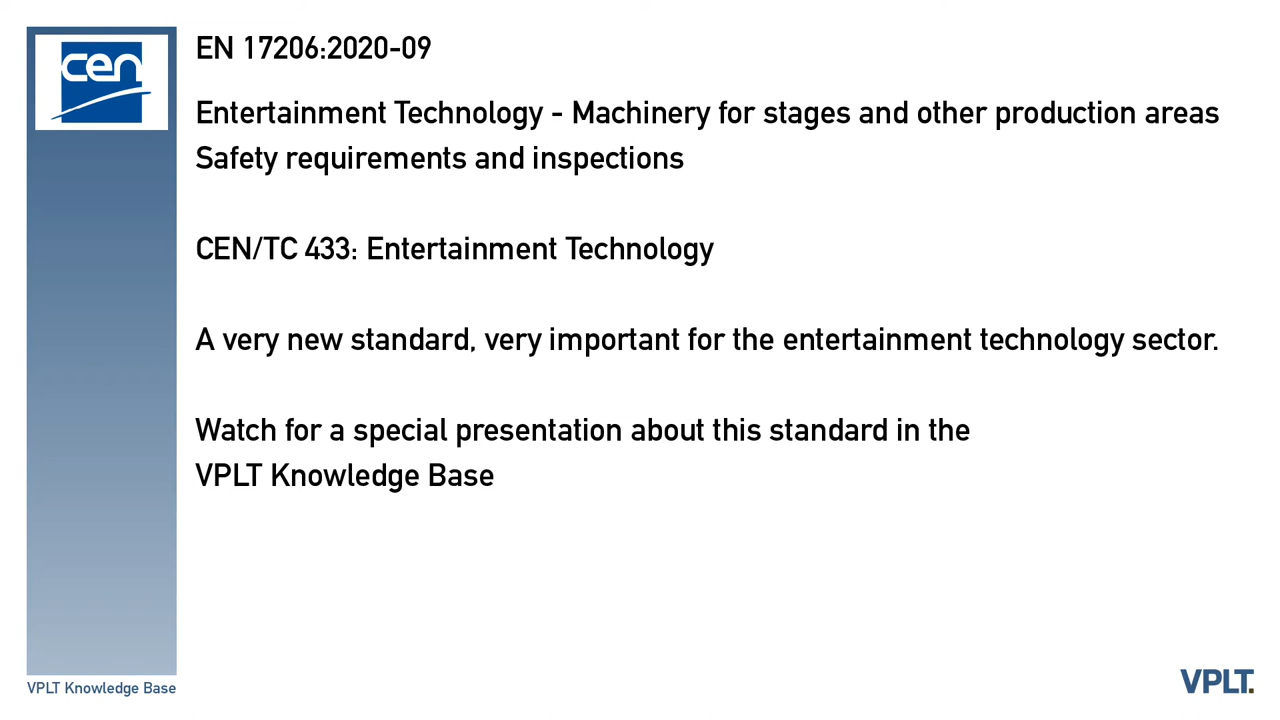 cen
EN 17206:2020-09
Entertainment Technology - Machinery for stages and other production areas
Safety requirements and inspections
CEN/TC 433: Entertainment Technology
A very new standard, very important for the entertainment technology sector.
Watch for a special presentation about this standard in the
VPLT Knowledge Base
VPLT Knowledge Base
VPLT.